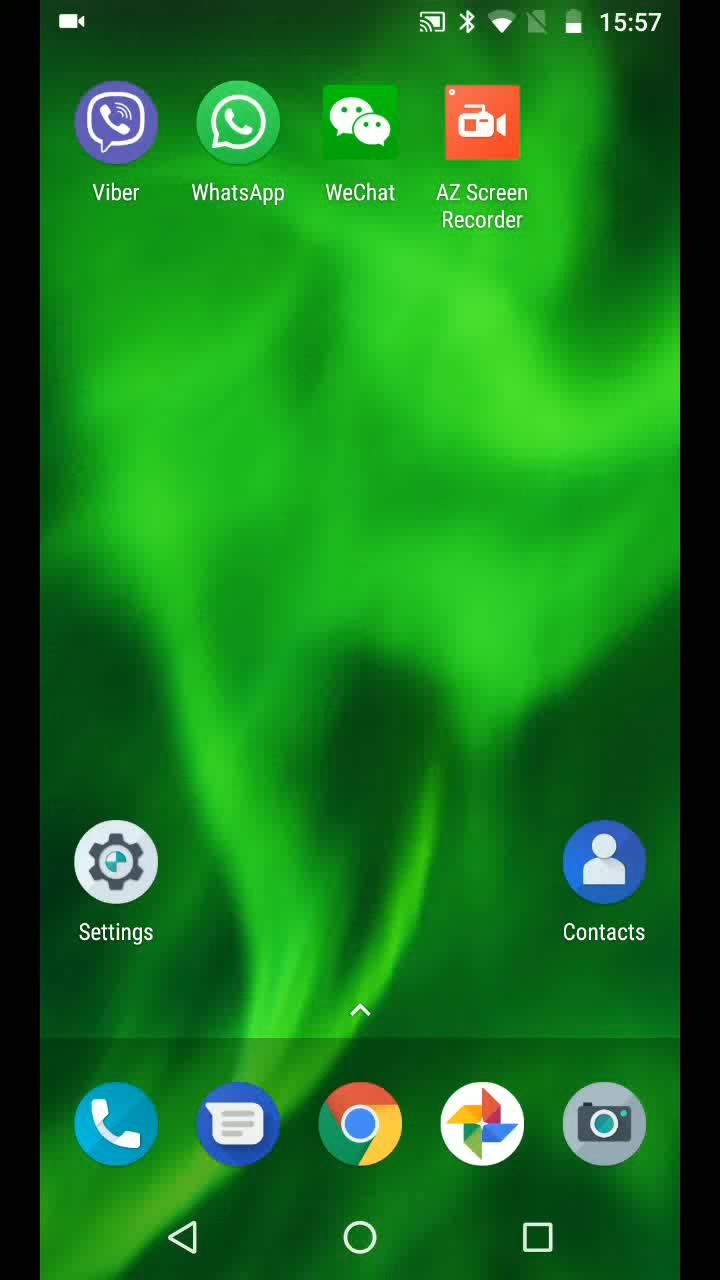 15:57
Viber
WhatsApp
WeChat
AZ Screen
Recorder
Settings
Contacts